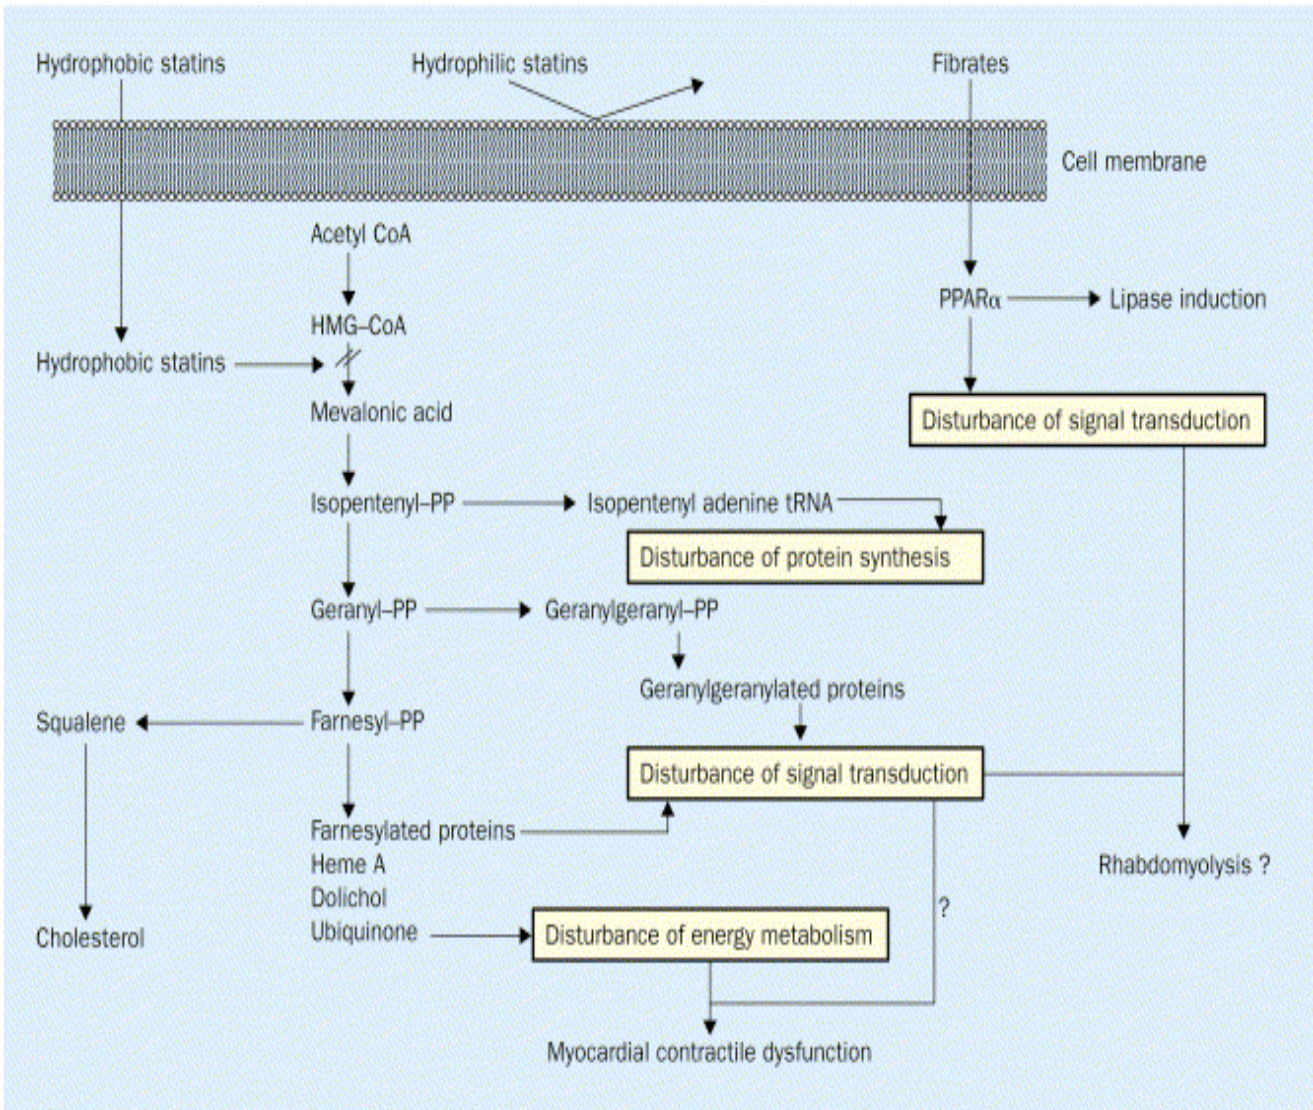 Hydrophobic statins
Hydrophilic statins
Fibrates
Cell membrane
Acetyl CoA
PPARα
Lipase induction
HMG–CoA
Hydrophobic statins
Mevalonic acid
Disturbance of signal transduction
Isopentenyl–PP
Isopentenyl adenine tRNA
Disturbance of protein synthesis
Geranyl–PP
Geranylgeranyl–PP
Geranylgeranylated proteins
Squalene
Farnesyl–PP
Disturbance of signal transduction
Farnesylated proteins
Heme A
Dolichol
Ubiquinone
Rhabdomyolysis ?
?
Cholesterol
Disturbance of energy metabolism
Myocardial contractile dysfunction